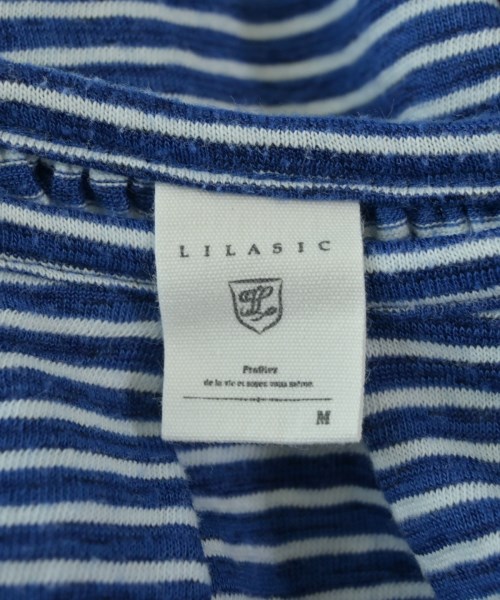 LILASIC
L
Profitez
de la vie et soyez vous même.
M